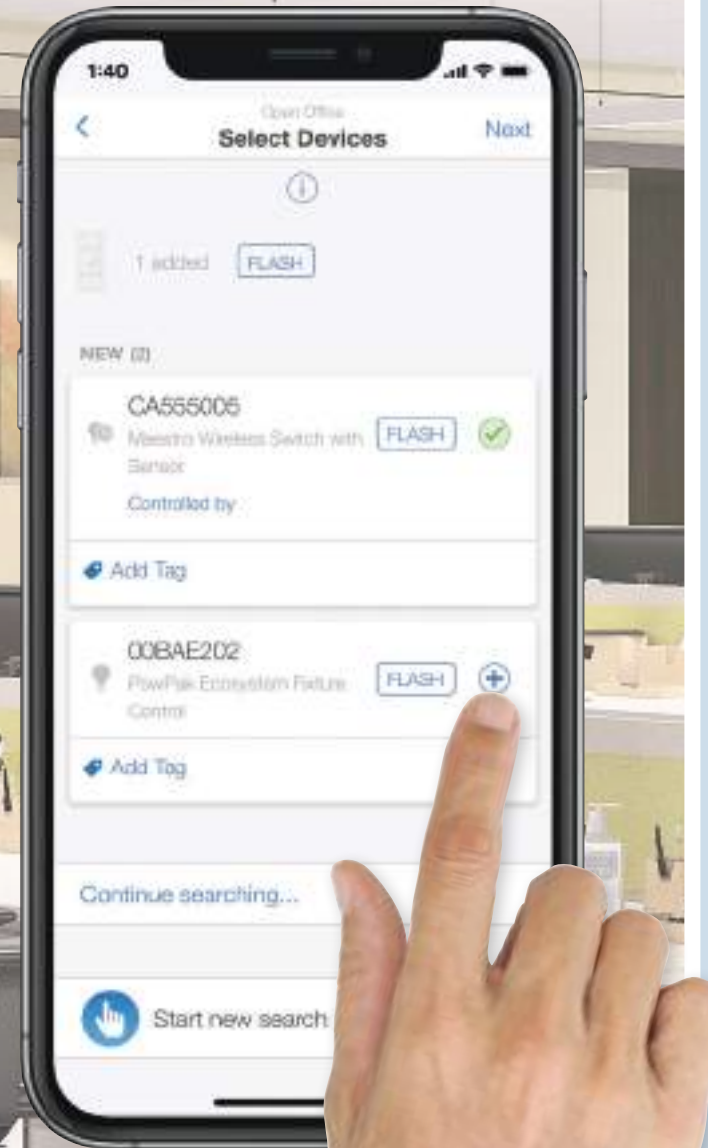 1:40
Open Office
Select Devices
Next
1 added
FLASH
NEW (2)
CA555005
Maestro Wireless Switch with
Sensor
FLASH
Controlled by
Add Tag
00BAE202
PowPak Ecosystem Fixture
Control
FLASH
Add Tag
Continue searching...
Start new search